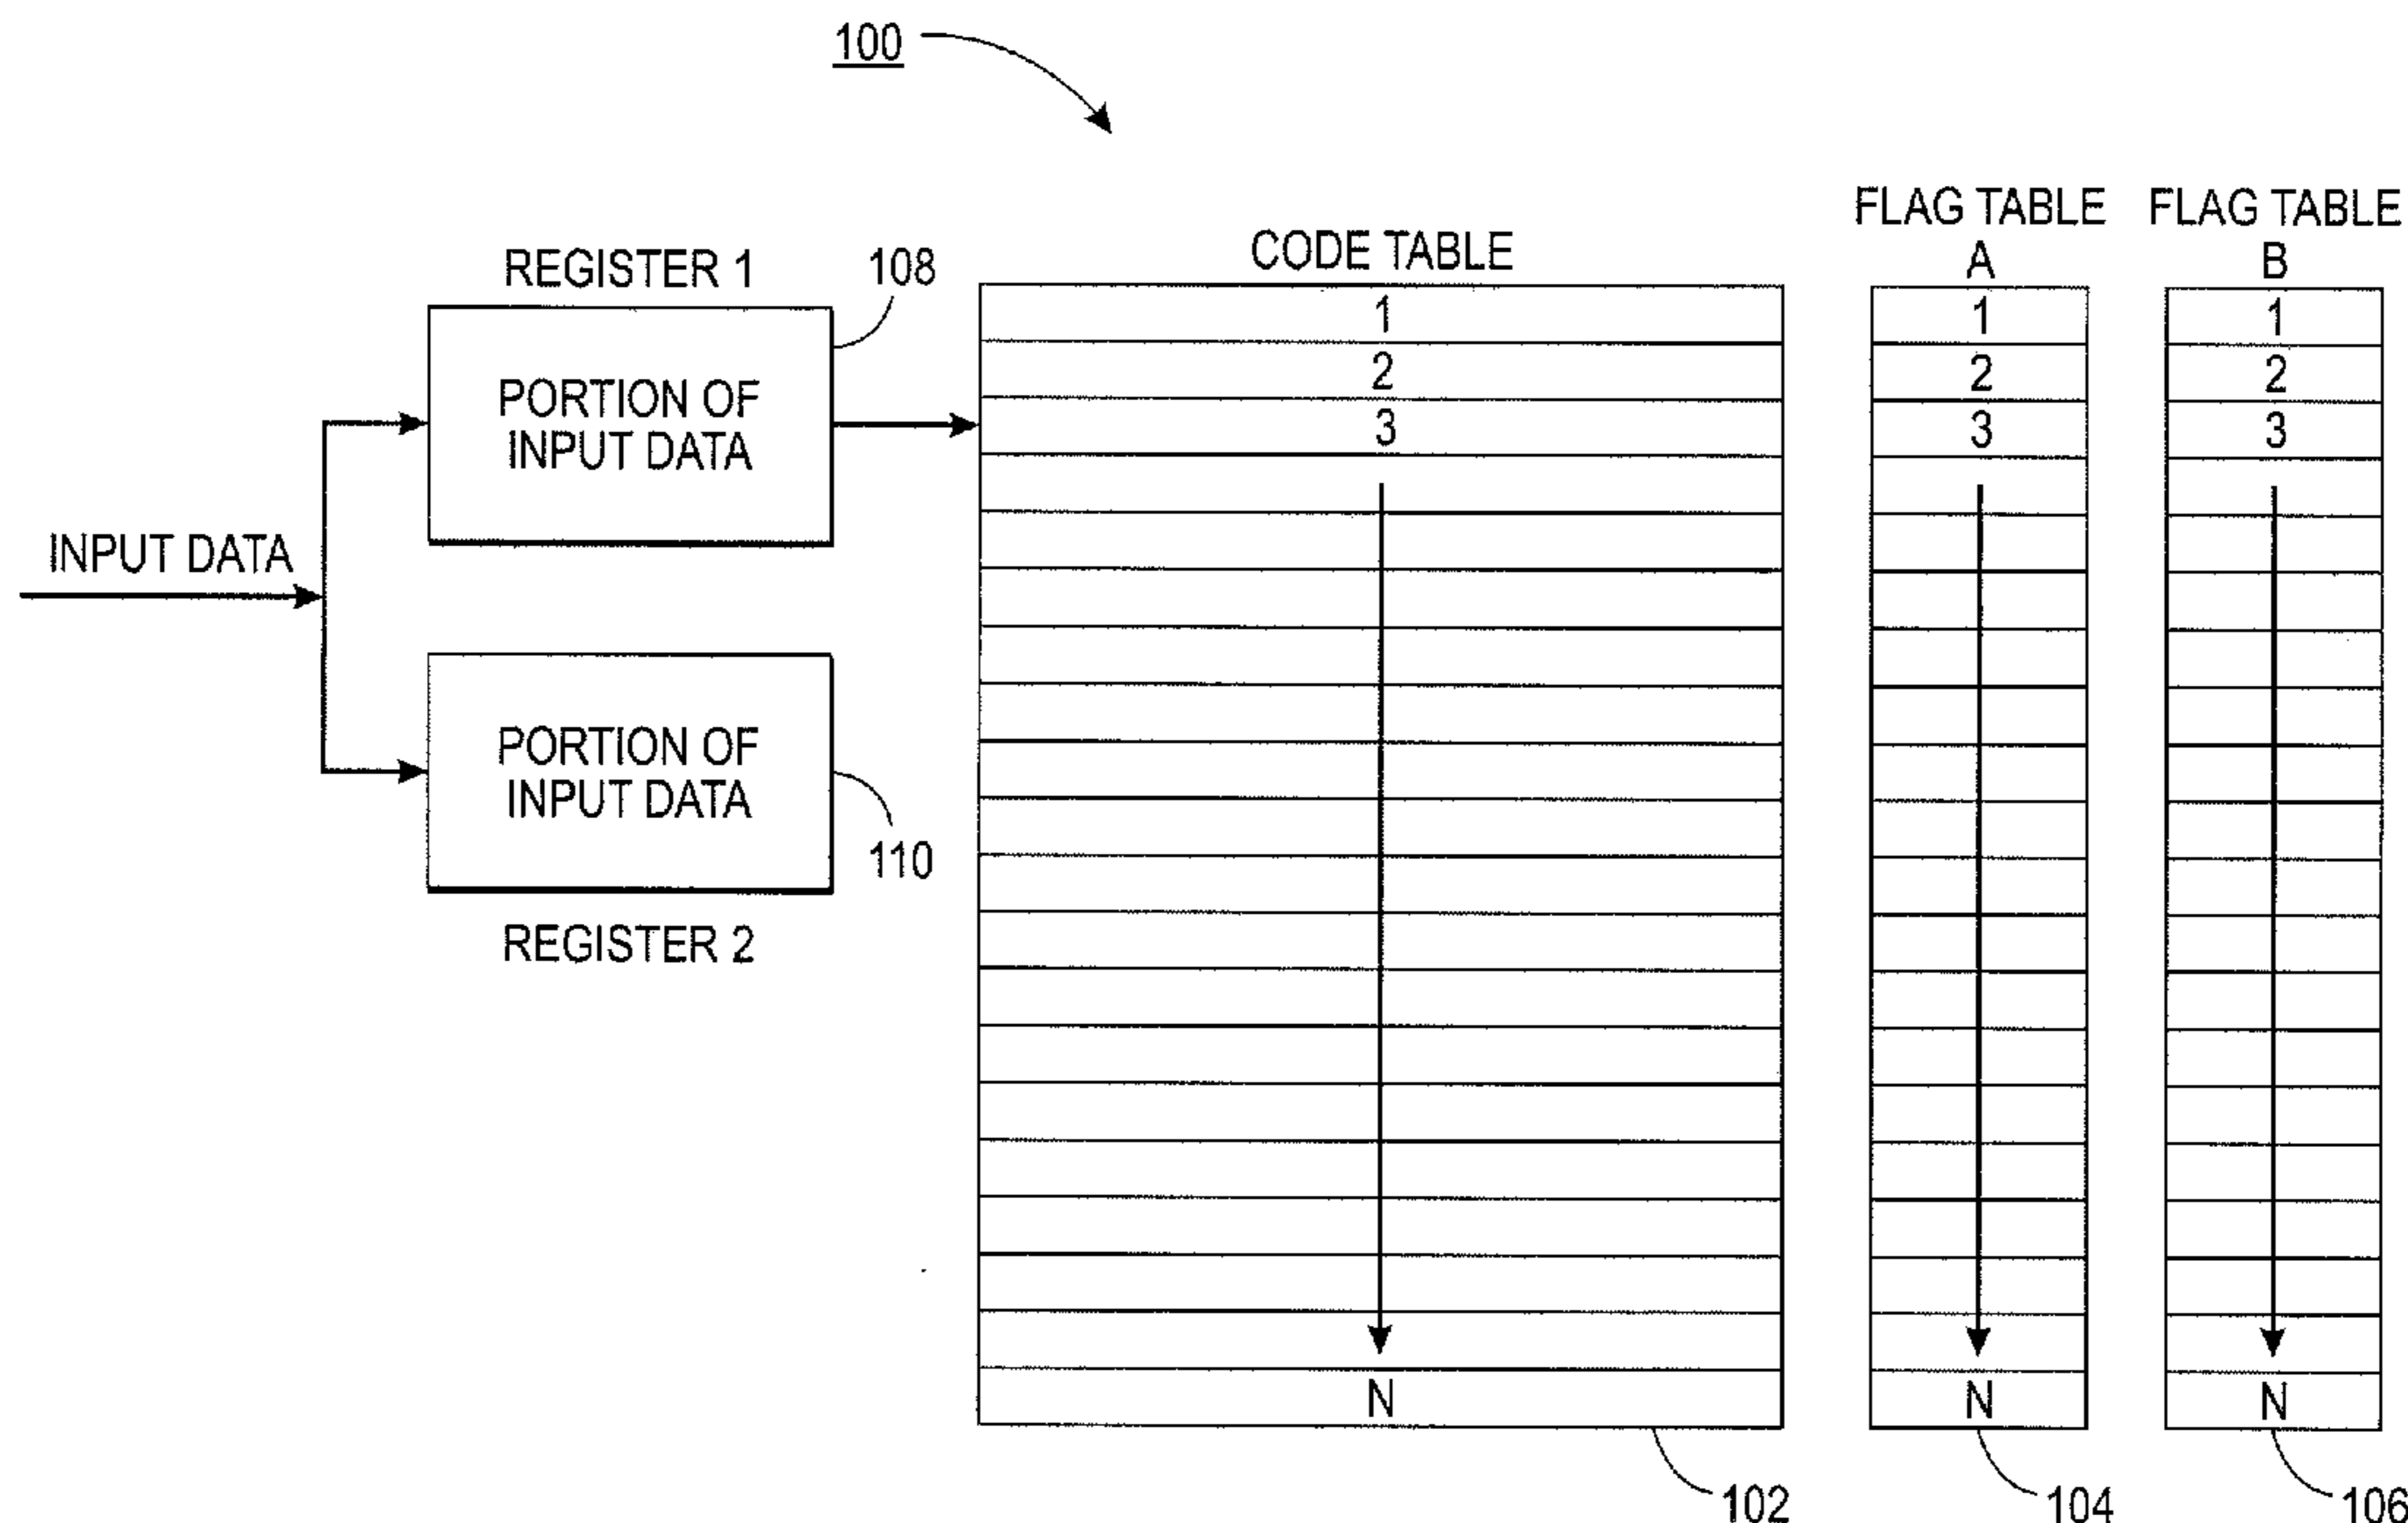 100
FLAG TABLE
A
FLAG TABLE
B
CODE TABLE
REGISTER 1
108
PORTION OF
INPUT DATA
INPUT DATA
PORTION OF
INPUT DATA
110
REGISTER 2
1
2
3
N
1
2
3
N
1
2
3
N
102
104
106